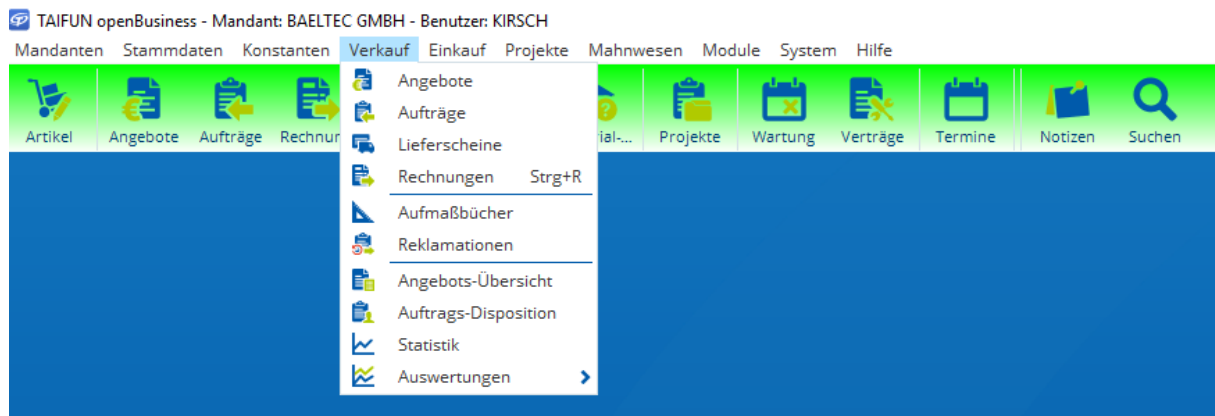 TAIFUN openBusiness - Mandant: BAELTEC GMBH - Benutzer: KIRSCH
Mandanten Stammdaten Konstanten Verkauf Einkauf Projekte Mahnwesen Module System Hilfe
Artikel Angebote Aufträge Rechnur ial-... Projekte Wartung Verträge Termine Notizen Suchen
Angebote
Aufträge
Lieferscheine
Rechnungen Strg+R
Aufmaßbücher
Reklamationen
Angebots-Übersicht
Auftrags-Disposition
Statistik
Auswertungen